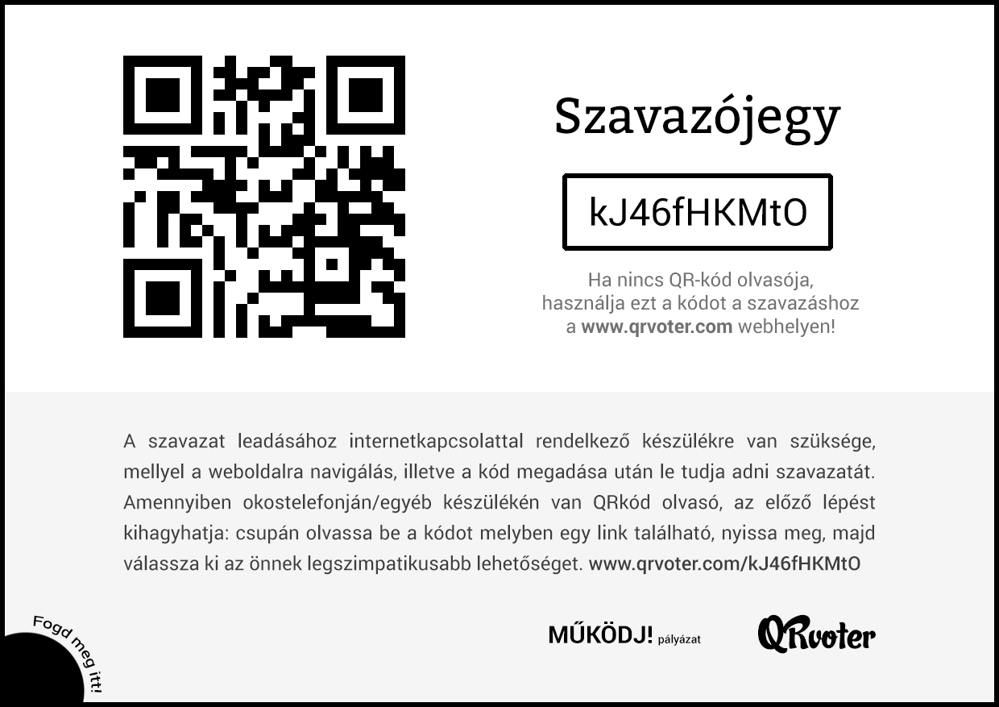 Szavazójegy
kJ46fHKMtO
Ha nincs QR-kód olvasója,
használja ezt a kódot a szavazáshoz
a www.qrvoter.com webhelyen!
A szavazat leadásához internetkapcsolattal rendelkező készülékre van szüksége,
mellyel a weboldalra navigálás, illetve a kód megadása után le tudja adni szavazatát.
Amennyiben okostelefonján/egyéb készülékén van QRkód olvasó, az előző lépést
kihagyhatja: csupán olvassa be a kódot melyben egy link található, nyissa meg, majd
válassza ki az önnek legszimpatikusabb lehetőséget. www.qrvoter.com/kJ46fHKMtO
Fogd meg itt!
MŰKÖDJ! pályázat
QRvoter